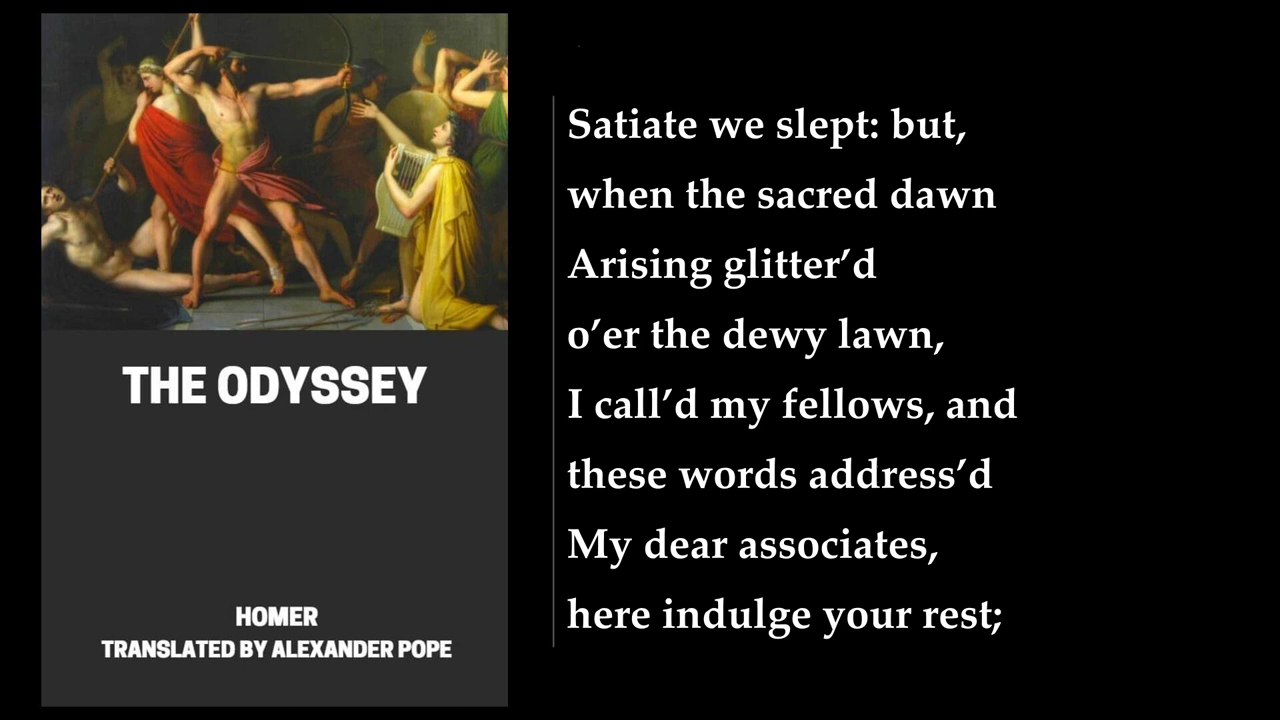 THE ODYSSEY
HOMER
TRANSLATED BY ALEXANDER POPE
Satiate we slept: but,
when the sacred dawn
Arising glitter’d
o’er the dewy lawn,
I call’d my fellows, and
these words address’d
My dear associates,
here indulge your rest;